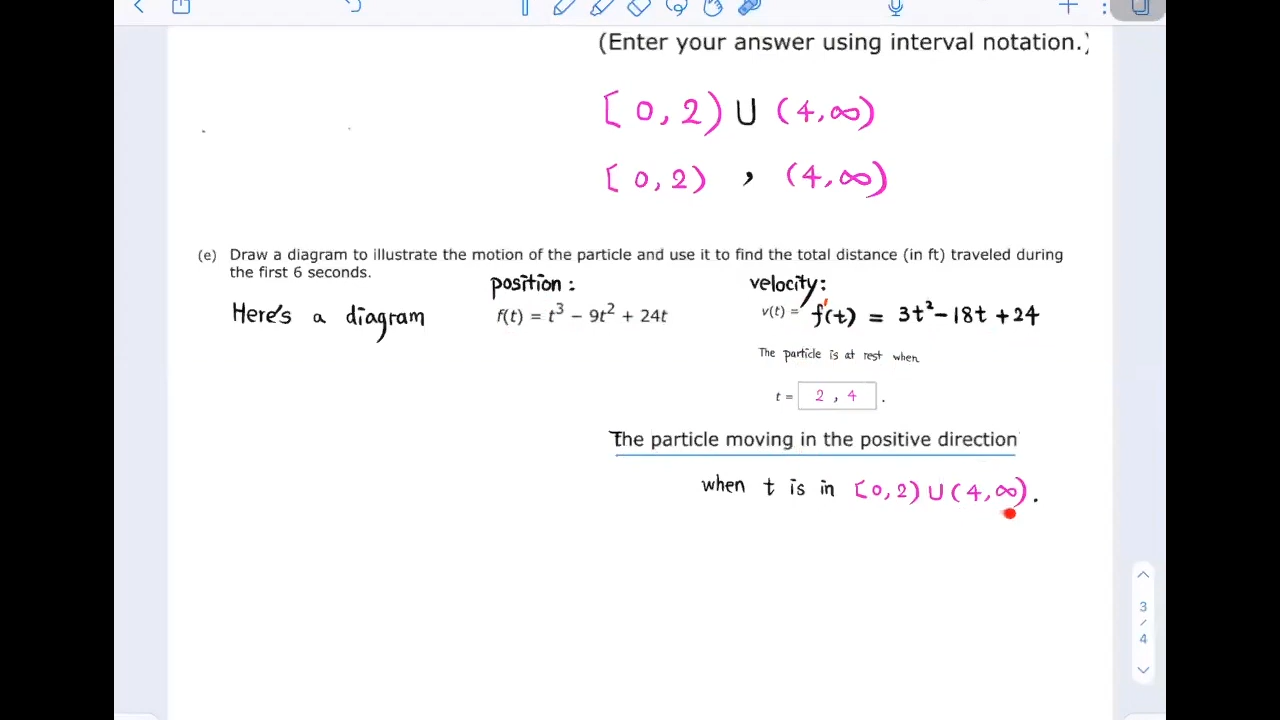 (Enter your answer using interval notation.)
[0, 2) ∪ (4, ∞)
[0, 2) , (4, ∞)
(e) Draw a diagram to illustrate the motion of the particle and use it to find the total distance (in ft) traveled during
the first 6 seconds.
position: velocity:
Here's a diagram f(t) = t³ − 9t² + 24t v(t) = f'(t) = 3t² − 18t + 24
The particle is at rest when
t = 2 , 4 .
The particle moving in the positive direction
when t is in [0, 2) ∪ (4, ∞).
3
/
4